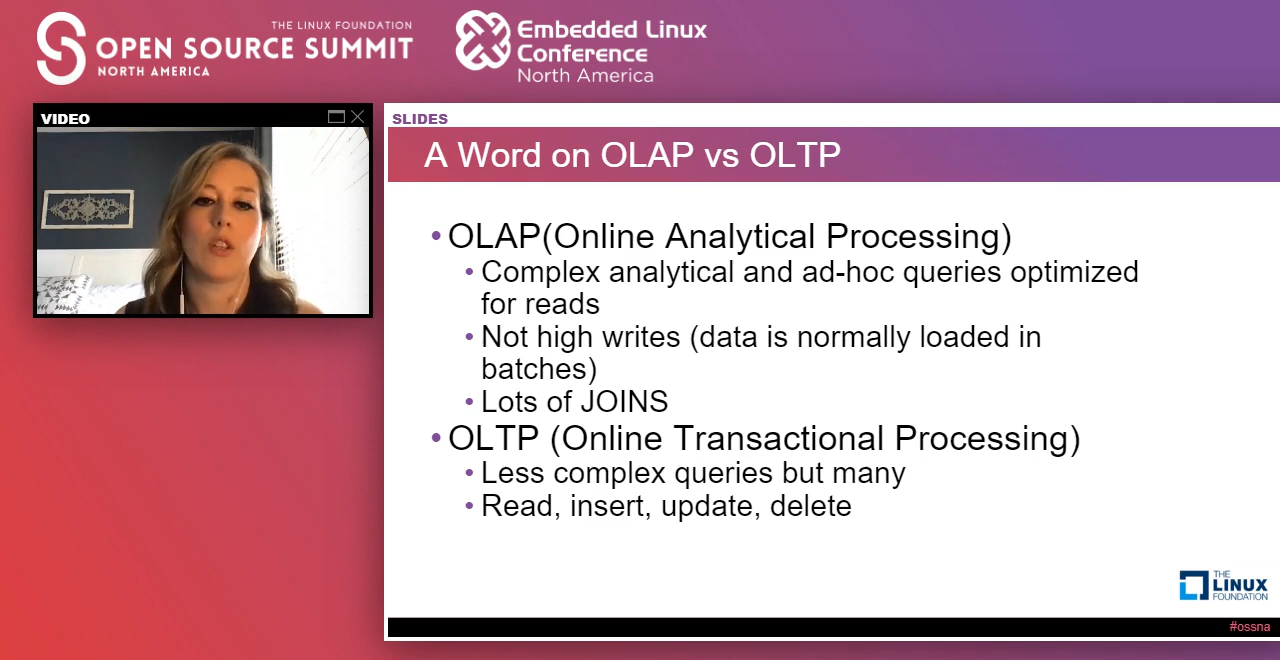 THE LINUX FOUNDATION
OPEN SOURCE SUMMIT
NORTH AMERICA
Embedded Linux
Conference
North America
VIDEO
SLIDES
A Word on OLAP vs OLTP
• OLAP(Online Analytical Processing)
• Complex analytical and ad-hoc queries optimized
for reads
• Not high writes (data is normally loaded in
batches)
• Lots of JOINS
• OLTP (Online Transactional Processing)
• Less complex queries but many
• Read, insert, update, delete
THE
LINUX
FOUNDATION
#ossna